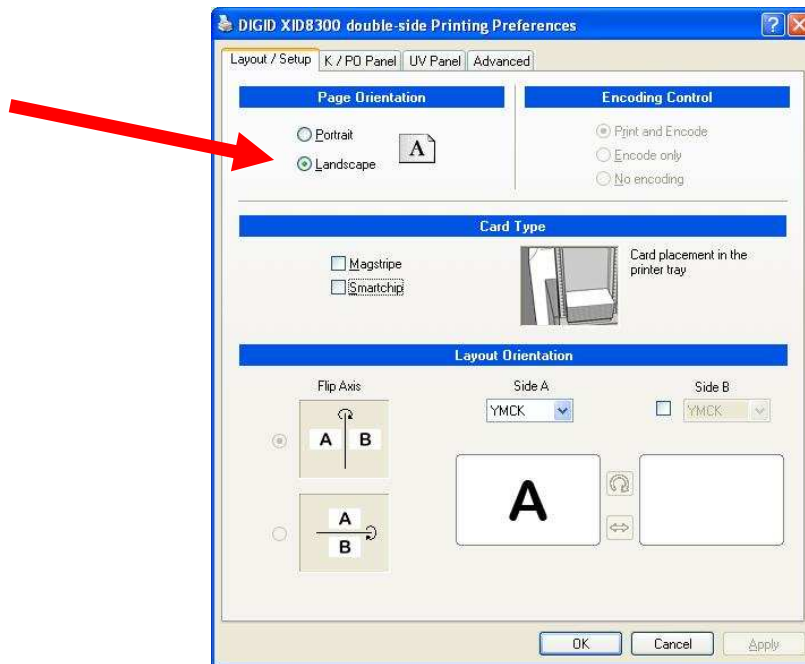 DIGID XID8300 double-side Printing Preferences
Layout / Setup K / PO Panel UV Panel Advanced
Page Orientation
Portrait
Landscape
A
Encoding Control
Print and Encode
Encode only
No encoding
Card Type
Magstripe
Smartchip
Card placement in the
printer tray
Layout Orientation
Flip Axis
A B
A
B
Side A
YMCK
A
Side B
YMCK
OK Cancel Apply